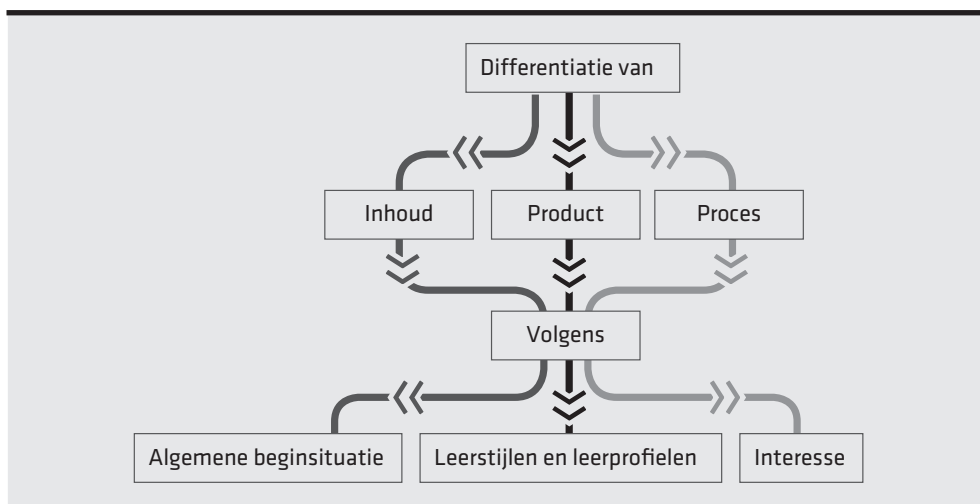 Differentiatie van
Inhoud
Product
Proces
Volgens
Algemene beginsituatie
Leerstijlen en leerprofielen
Interesse